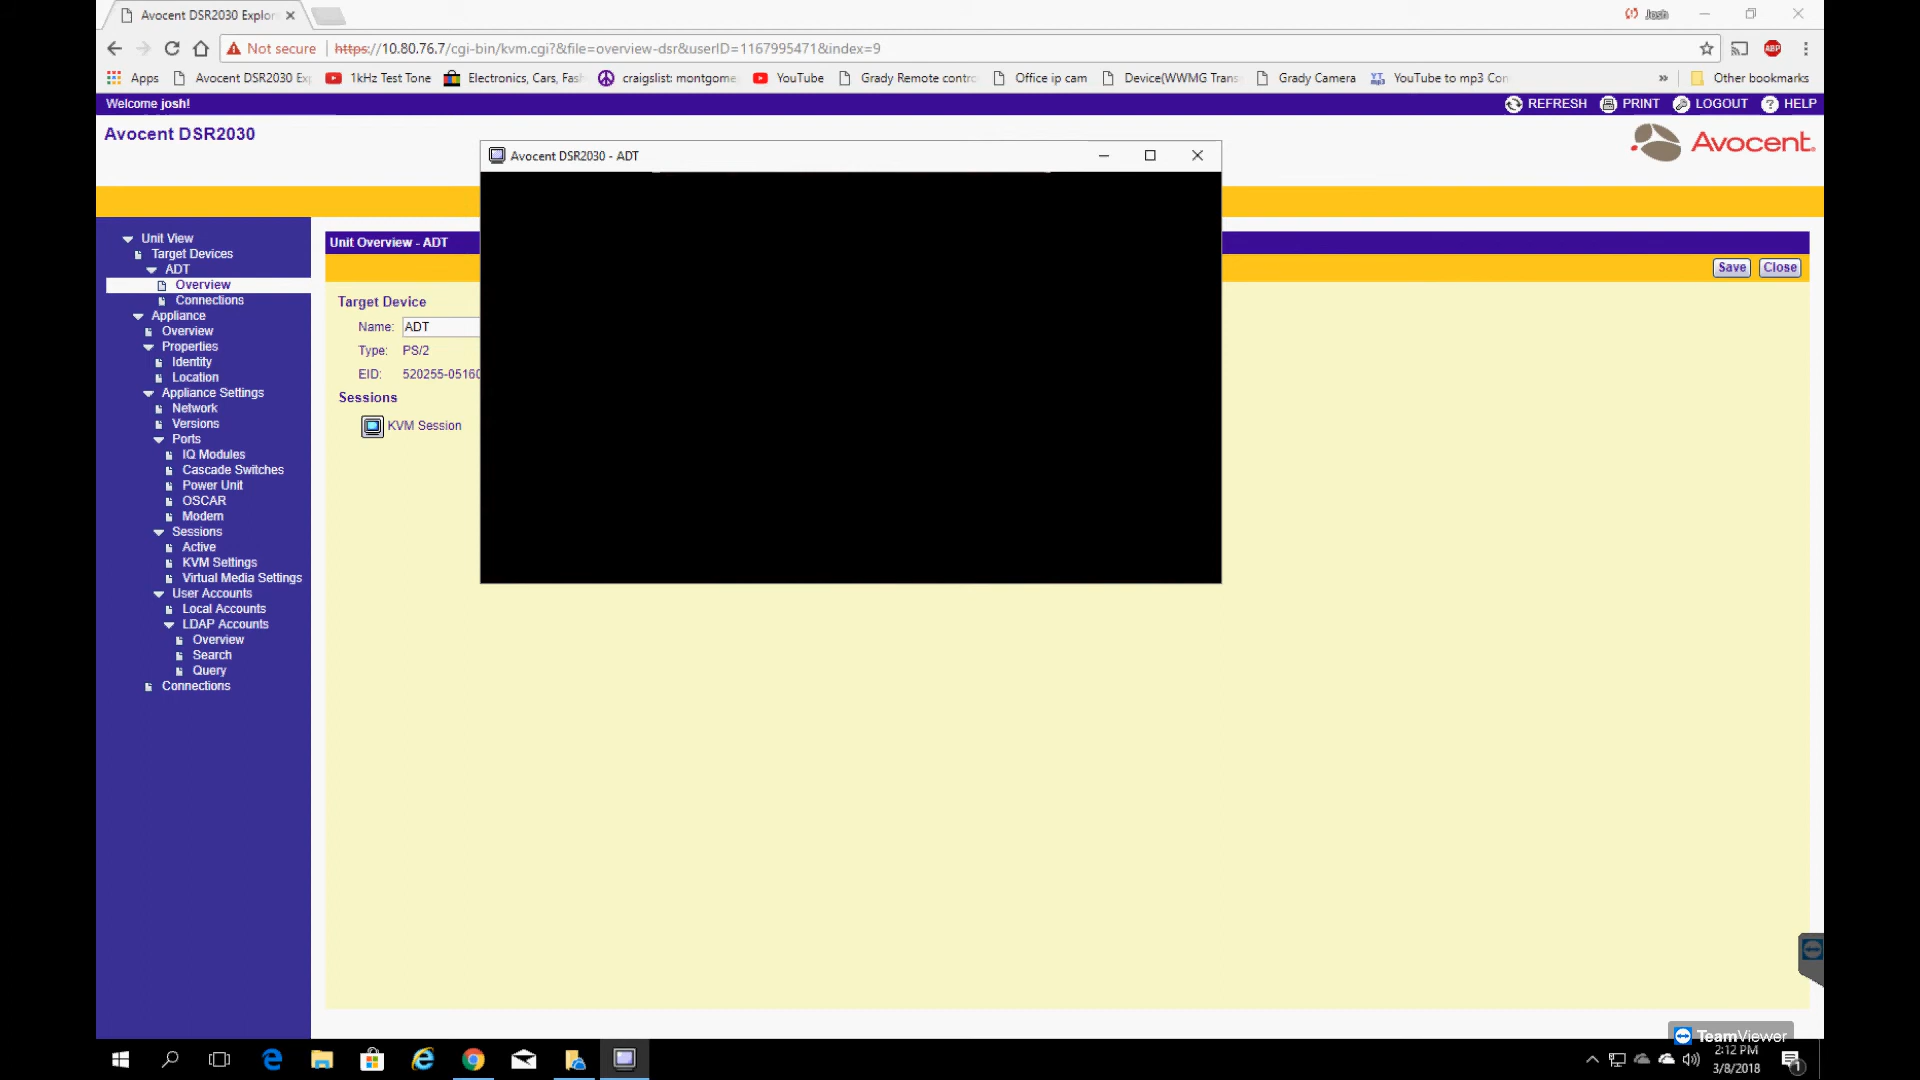 Avocent DSR2030 Explor
Josh
Not secure
https://10.80.76.7/cgi-bin/kvm.cgi?&file=overview-dsr&userID=1167995471&index=9
ABP
Apps
Avocent DSR2030 Exp
1kHz Test Tone
Electronics, Cars, Fash
craigslist: montgome
YouTube
Grady Remote contro
Office ip cam
Device(WWMG Trans
Grady Camera
YouTube to mp3 Con
»
Other bookmarks
Welcome josh!
REFRESH
PRINT
LOGOUT
HELP
Avocent DSR2030
Avocent.
Avocent DSR2030 - ADT
Unit View
Target Devices
ADT
Overview
Connections
Appliance
Overview
Properties
Identity
Location
Appliance Settings
Network
Versions
Ports
IQ Modules
Cascade Switches
Power Unit
OSCAR
Modem
Sessions
Active
KVM Settings
Virtual Media Settings
User Accounts
Local Accounts
LDAP Accounts
Overview
Search
Query
Connections
Unit Overview - ADT
Save
Close
Target Device
Name: ADT
Type: PS/2
EID: 520255-0516
Sessions
KVM Session
TeamViewer
2:12 PM
3/8/2018
1